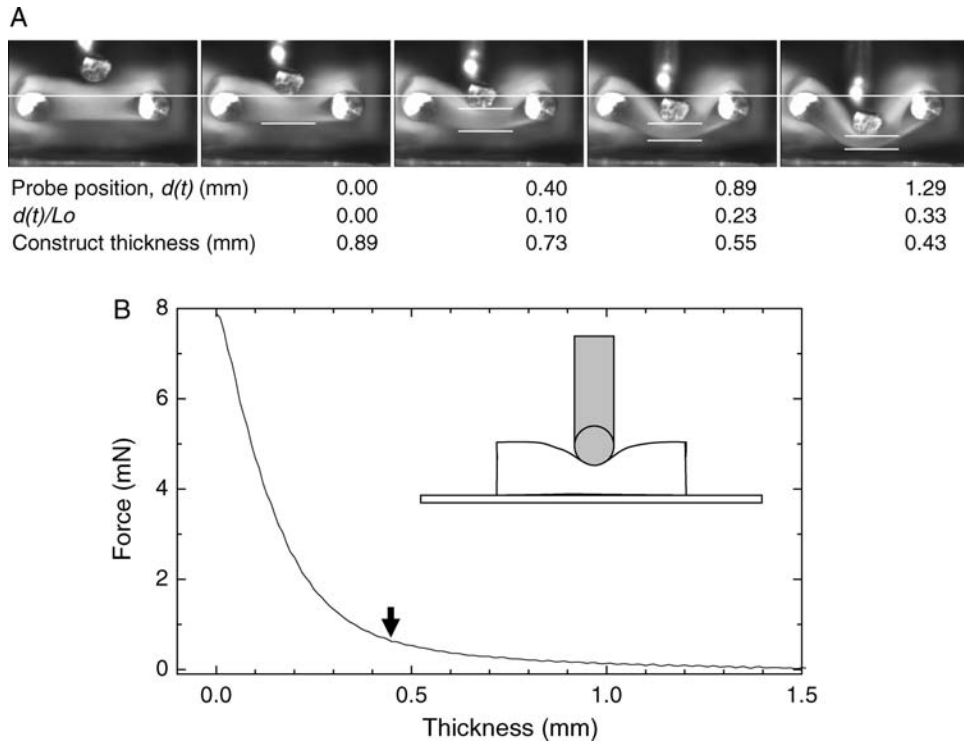 A
Probe position, d(t) (mm) 0.00 0.40 0.89 1.29
d(t)/Lo 0.00 0.10 0.23 0.33
Construct thickness (mm) 0.89 0.73 0.55 0.43
B
8
6
4
2
0
Force (mN)
0.0 0.5 1.0 1.5
Thickness (mm)